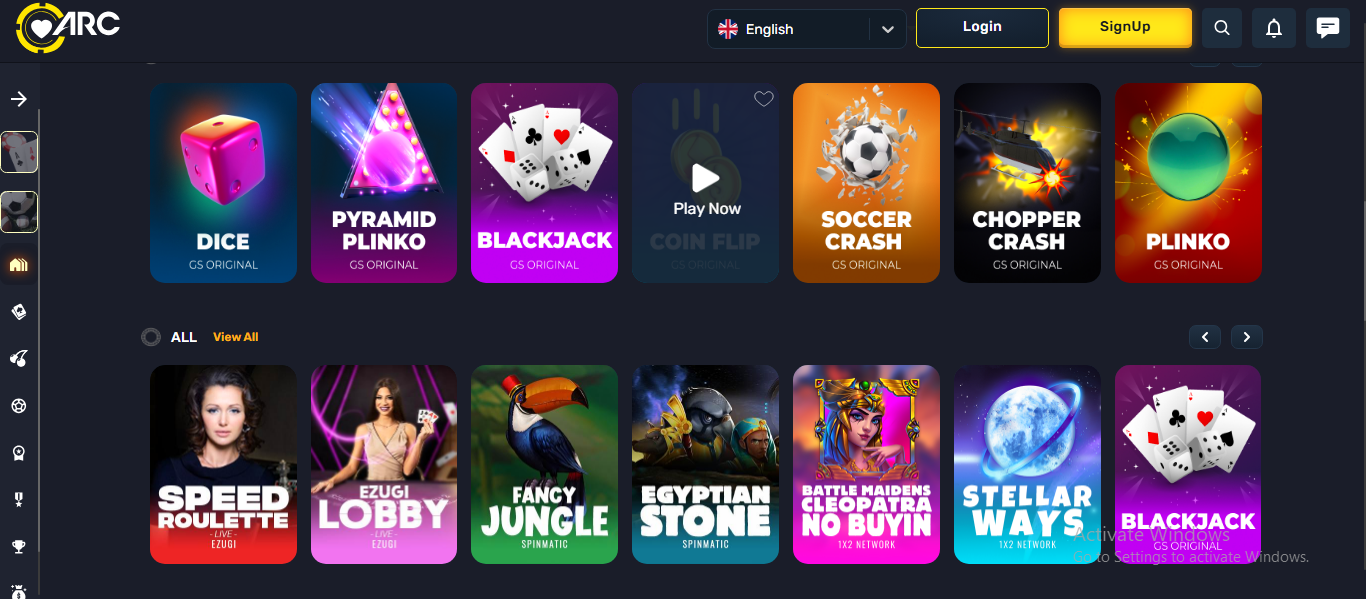 ARC
English
Login
SignUp
DICE
GS ORIGINAL
PYRAMID
PLINKO
GS ORIGINAL
BLACKJACK
GS ORIGINAL
Play Now
COIN FLIP
GS ORIGINAL
SOCCER
CRASH
GS ORIGINAL
CHOPPER
CRASH
GS ORIGINAL
PLINKO
GS ORIGINAL
ALL
View All
SPEED
ROULETTE
- LIVE -
EZUGI
EZUGI
LOBBY
- LIVE -
EZUGI
FANCY
JUNGLE
SPINMATIC
EGYPTIAN
STONE
SPINMATIC
BATTLE MAIDENS
CLEOPATRA
NO BUYIN
1X2 NETWORK
STELLAR
WAYS
1X2 NETWORK
BLACKJACK
GS ORIGINAL
Activate Windows
Go to Settings to activate Windows.